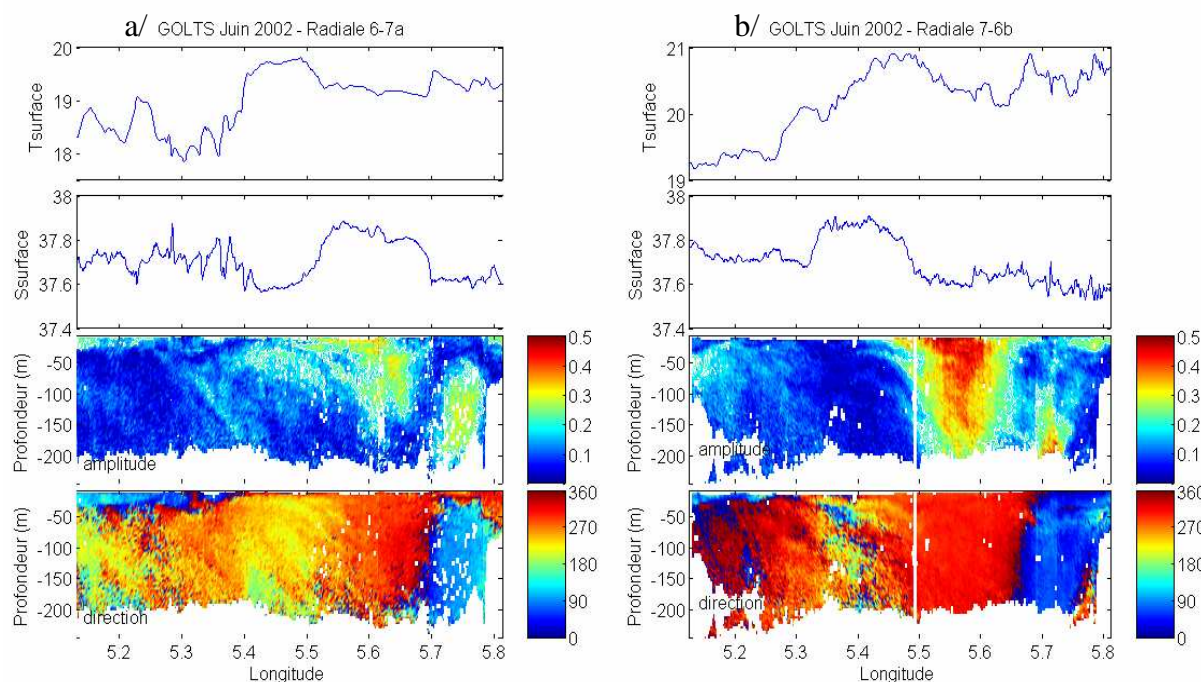 a/ GOLTS Juin 2002 - Radiale 6-7a
20
19
18
Tsurface
38
37.8
37.6
37.4
Ssurface
-50
-100
-150
-200
Profondeur (m)
amplitude
0.5
0.4
0.3
0.2
0.1
-50
-100
-150
-200
Profondeur (m)
direction
360
270
180
90
0
5.2 5.3 5.4 5.5 5.6 5.7 5.8
Longitude
b/ GOLTS Juin 2002 - Radiale 7-6b
21
20
19
Tsurface
38
37.8
37.6
37.4
Ssurface
-50
-100
-150
-200
Profondeur (m)
amplitude
0.5
0.4
0.3
0.2
0.1
-50
-100
-150
-200
Profondeur (m)
direction
360
270
180
90
0
5.2 5.3 5.4 5.5 5.6 5.7 5.8
Longitude